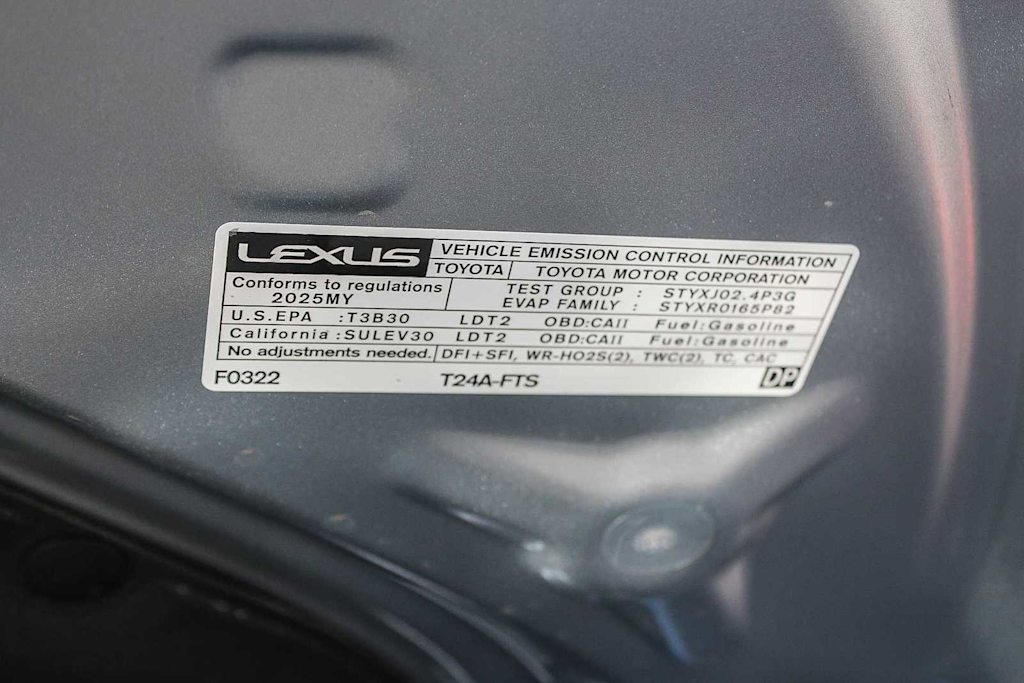 LEXUS VEHICLE EMISSION CONTROL INFORMATION
TOYOTA TOYOTA MOTOR CORPORATION
Conforms to regulations
2025MY
TEST GROUP : STYXJ02.4P3G
EVAP FAMILY : STYXR0165P82
U.S.EPA :T3B30 LDT2 OBD:CAII Fuel:Gasoline
California :SULEV30 LDT2 OBD:CAII Fuel:Gasoline
No adjustments needed. DFI+SFI, WR-HO2S(2), TWC(2), TC, CAC
F0322 T24A-FTS DP